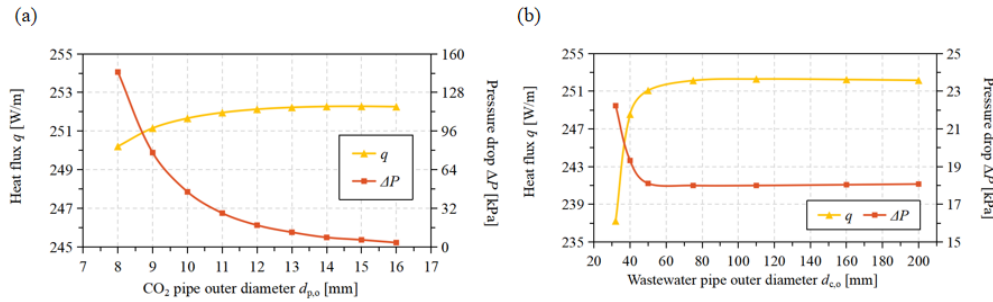 (a)
255
253
251
249
247
245
Heat flux q [W/m]
160
128
96
64
32
0
Pressure drop ΔP [kPa]
q
ΔP
7 8 9 10 11 12 13 14 15 16 17
CO₂ pipe outer diameter dₚ,ₒ [mm]
(b)
255
251
247
243
239
235
Heat flux q [W/m]
25
23
21
19
17
15
Pressure drop ΔP [kPa]
q ΔP
20 40 60 80 100 120 140 160 180 200
Wastewater pipe outer diameter d_c,o [mm]